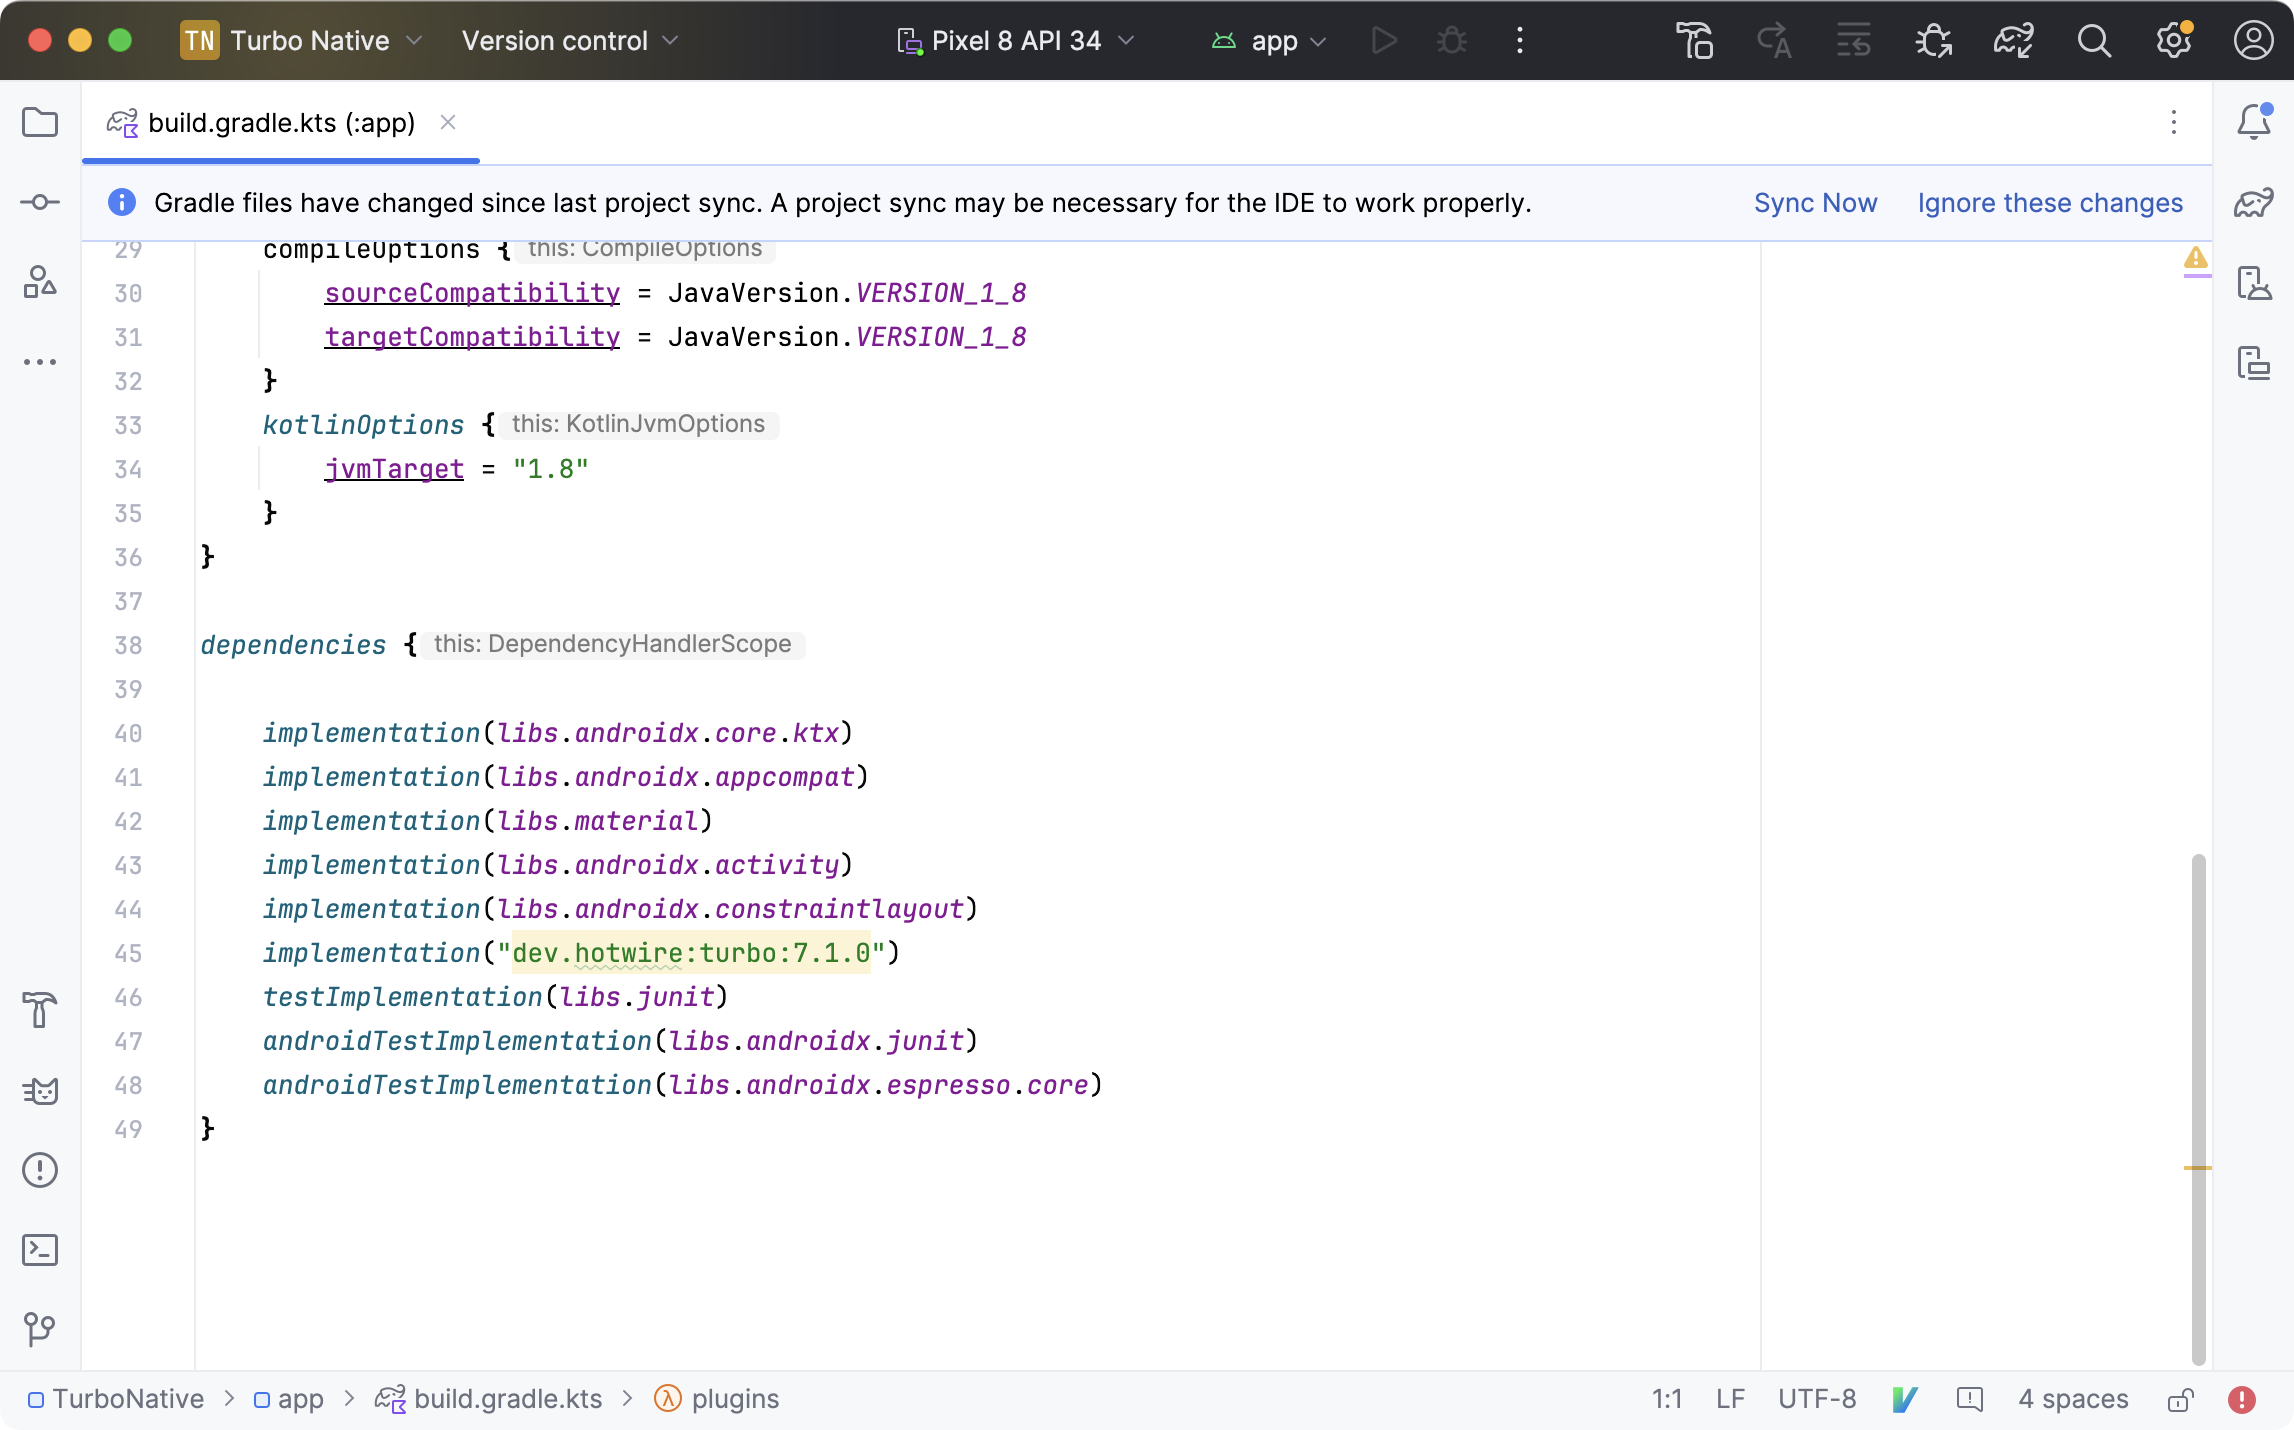 TN Turbo Native Version control Pixel 8 API 34 app
build.gradle.kts (:app)
Gradle files have changed since last project sync. A project sync may be necessary for the IDE to work properly. Sync Now Ignore these changes
29 compileOptions { this: CompileOptions
30 sourceCompatibility = JavaVersion.VERSION_1_8
31 targetCompatibility = JavaVersion.VERSION_1_8
32 }
33 kotlinOptions { this: KotlinJvmOptions
34 jvmTarget = "1.8"
35 }
36 }
37
38 dependencies { this: DependencyHandlerScope
39
40 implementation(libs.androidx.core.ktx)
41 implementation(libs.androidx.appcompat)
42 implementation(libs.material)
43 implementation(libs.androidx.activity)
44 implementation(libs.androidx.constraintlayout)
45 implementation("dev.hotwire:turbo:7.1.0")
46 testImplementation(libs.junit)
47 androidTestImplementation(libs.androidx.junit)
48 androidTestImplementation(libs.androidx.espresso.core)
49 }
TurboNative > app > build.gradle.kts > λ plugins 1:1 LF UTF-8 4 spaces